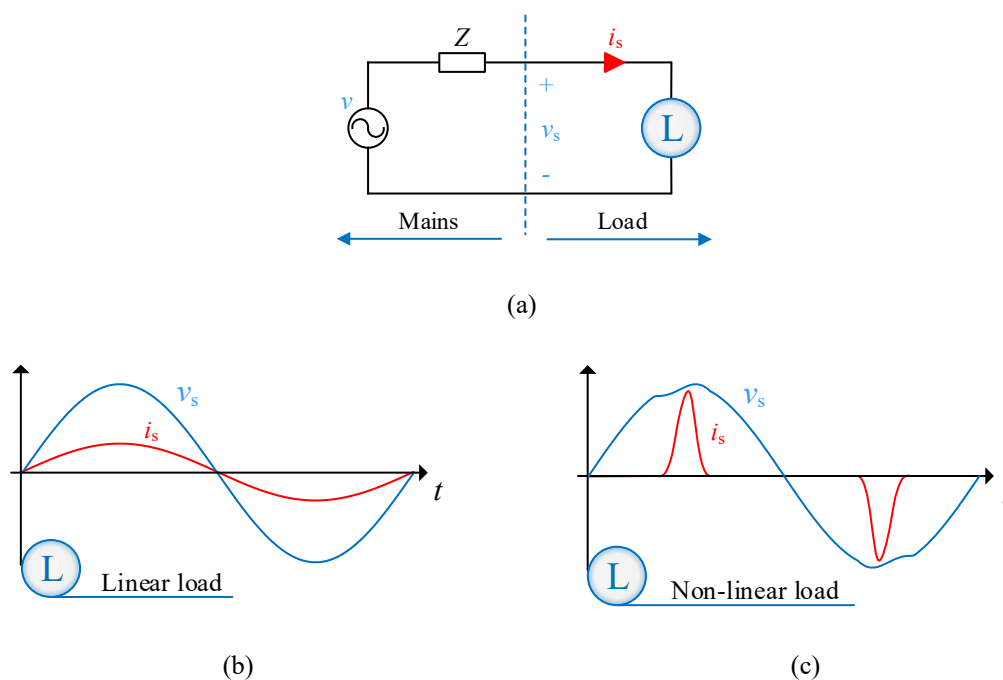 Z
i_s
+
v
v_s
L
-
Mains
Load
(a)
v_s
i_s
t
L
Linear load
(b)
v_s
i_s
L
Non-linear load
(c)